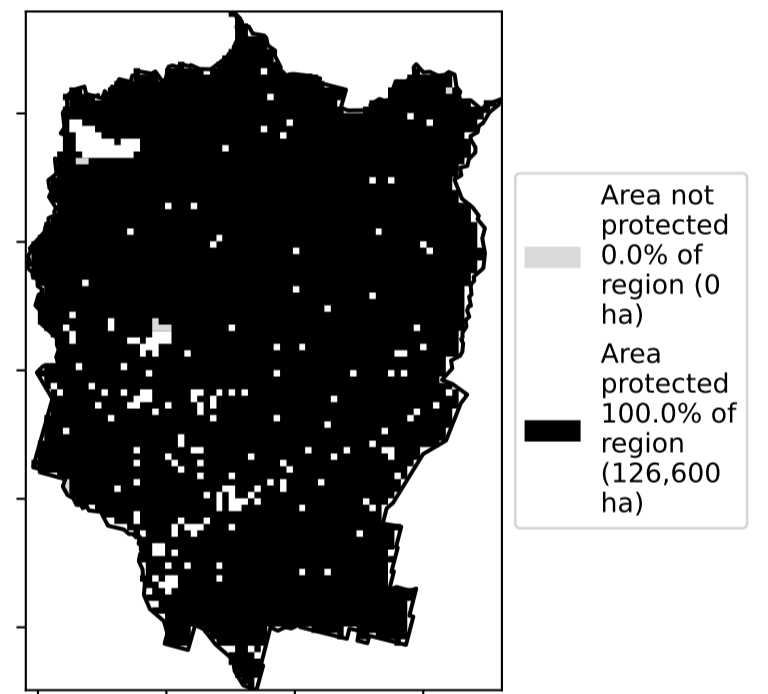 Area not
protected
0.0% of
region (0
ha)
Area
protected
100.0% of
region
(126,600
ha)